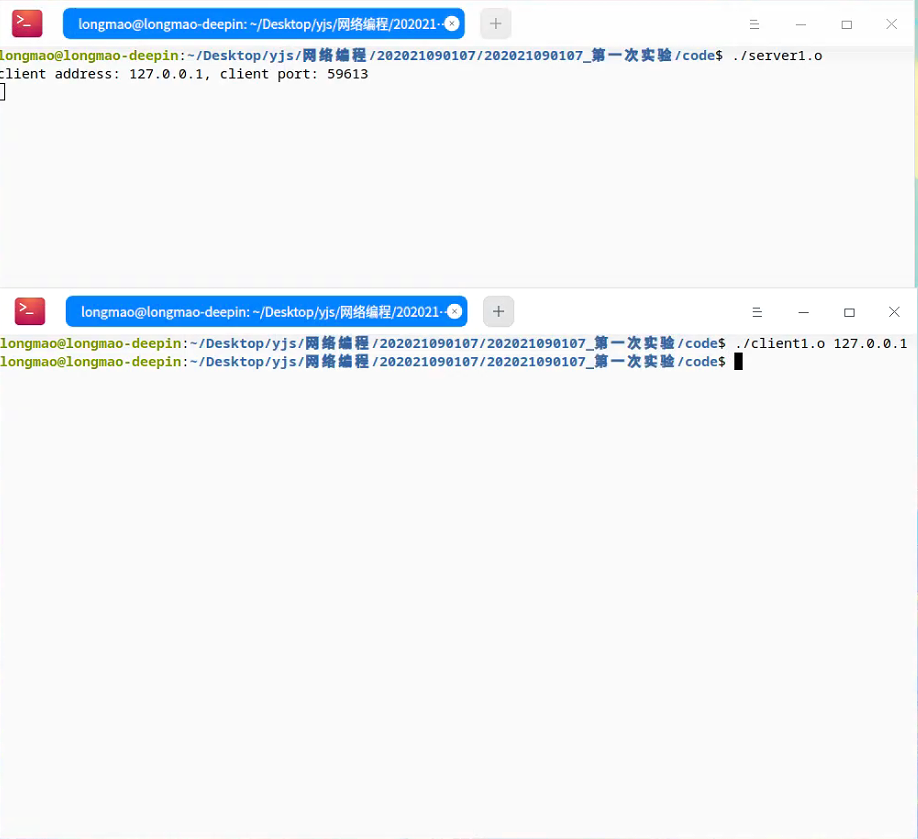 longmao@longmao-deepin: ~/Desktop/yjs/网络编程/202021··
longmao@longmao-deepin:~/Desktop/yjs/网络编程/202021090107/202021090107_第一次实验/code$ ./server1.o
client address: 127.0.0.1, client port: 59613
longmao@longmao-deepin: ~/Desktop/yjs/网络编程/202021··
longmao@longmao-deepin:~/Desktop/yjs/网络编程/202021090107/202021090107_第一次实验/code$ ./client1.o 127.0.0.1
longmao@longmao-deepin:~/Desktop/yjs/网络编程/202021090107/202021090107_第一次实验/code$